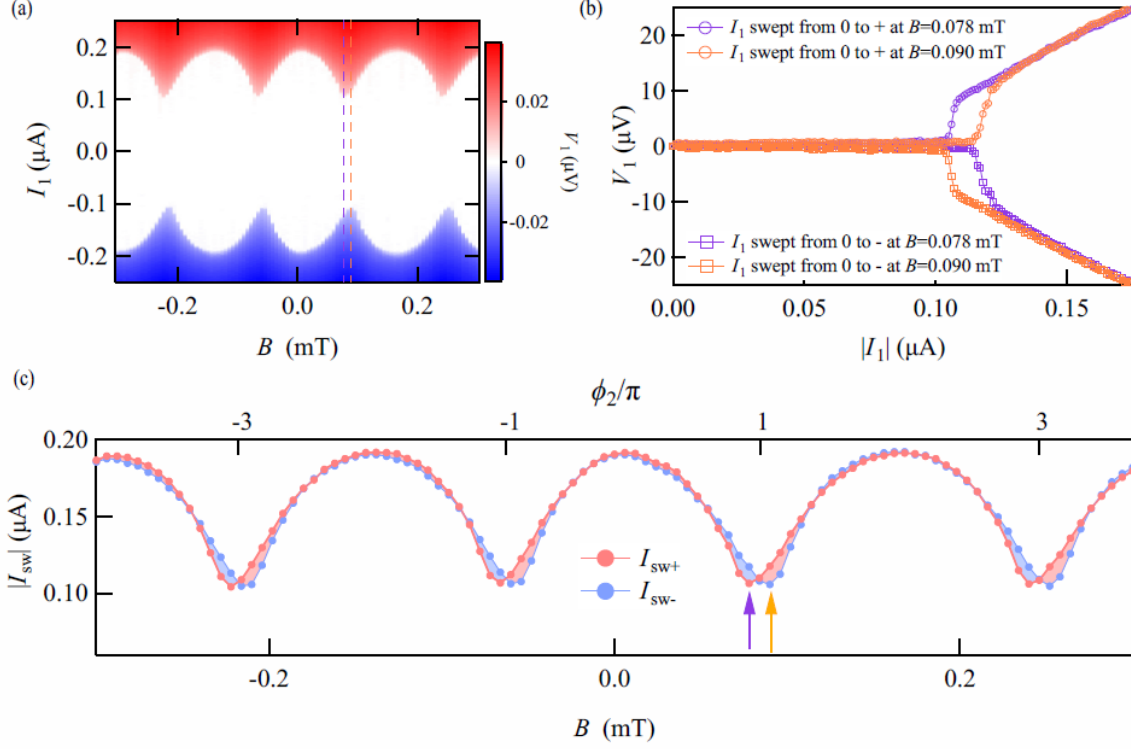 (a)
0.2
0.1
0.0
-0.1
-0.2
I₁ (μA)
-0.2
0.0
0.2
B (mT)
0.02
0
-0.02
V₁ (μV)
(b)
I₁ swept from 0 to + at B=0.078 mT
I₁ swept from 0 to + at B=0.090 mT
20
10
0
-10
-20
V₁ (μV)
I₁ swept from 0 to - at B=0.078 mT
I₁ swept from 0 to - at B=0.090 mT
0.00
0.05
0.10
0.15
|I₁| (μA)
(c)
ϕ₂/π
-3
-1
1
3
0.20
0.15
0.10
|Isw| (μA)
Isw+
Isw-
-0.2
0.0
0.2
B (mT)